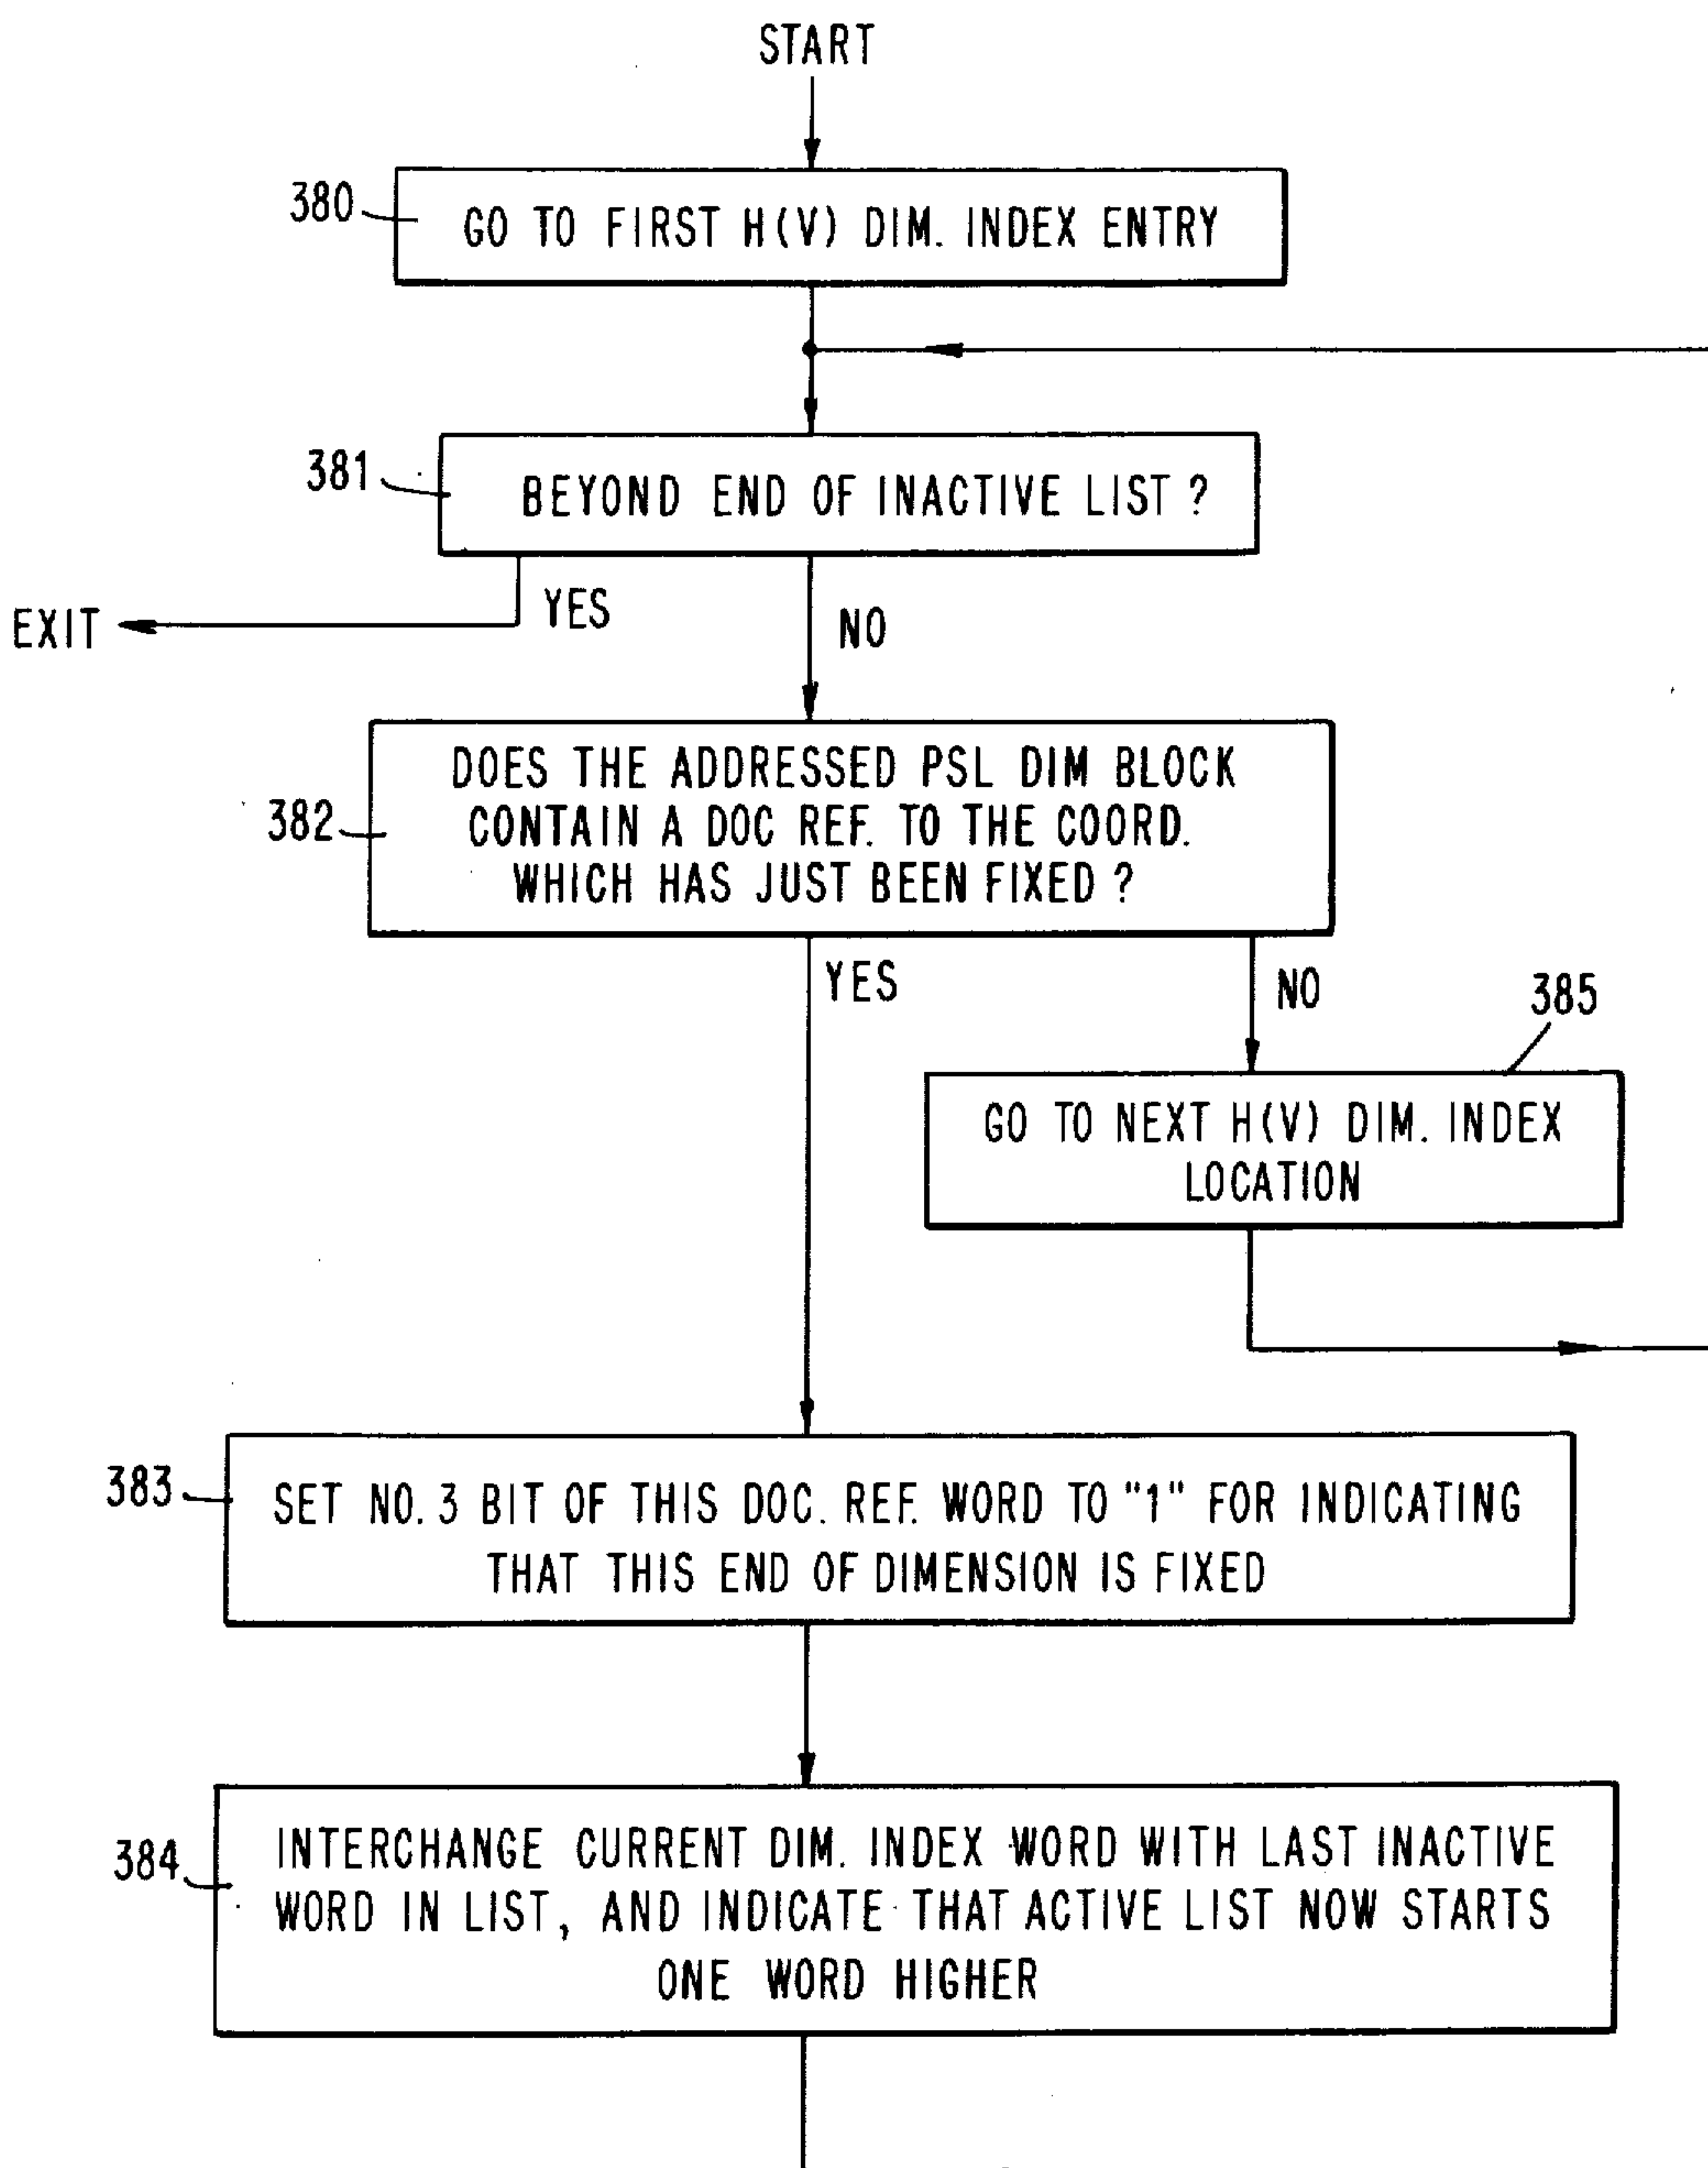 START
380
GO TO FIRST H(V) DIM. INDEX ENTRY
381
BEYOND END OF INACTIVE LIST ?
EXIT
YES
NO
382
DOES THE ADDRESSED PSL DIM BLOCK
CONTAIN A DOC REF. TO THE COORD.
WHICH HAS JUST BEEN FIXED ?
YES
NO
385
GO TO NEXT H(V) DIM. INDEX
LOCATION
383
SET NO. 3 BIT OF THIS DOC. REF. WORD TO "1" FOR INDICATING
THAT THIS END OF DIMENSION IS FIXED
384
INTERCHANGE CURRENT DIM. INDEX WORD WITH LAST INACTIVE
WORD IN LIST, AND INDICATE THAT ACTIVE LIST NOW STARTS
ONE WORD HIGHER